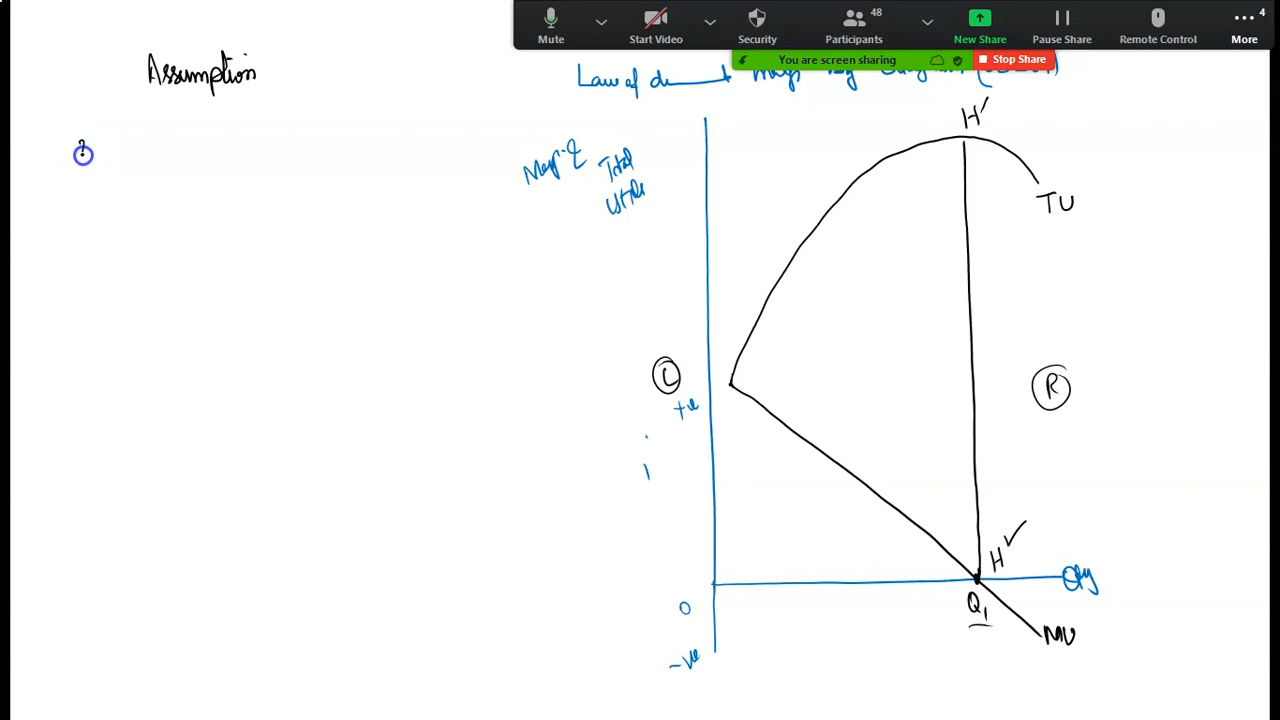 4
48
Mute Start Video Security Participants New Share Pause Share Remote Control More
You are screen sharing Stop Share
Assumption
Law of
H'
Total
TU
L
R
+ve
H
Qty
Q1
0
MU
-ve